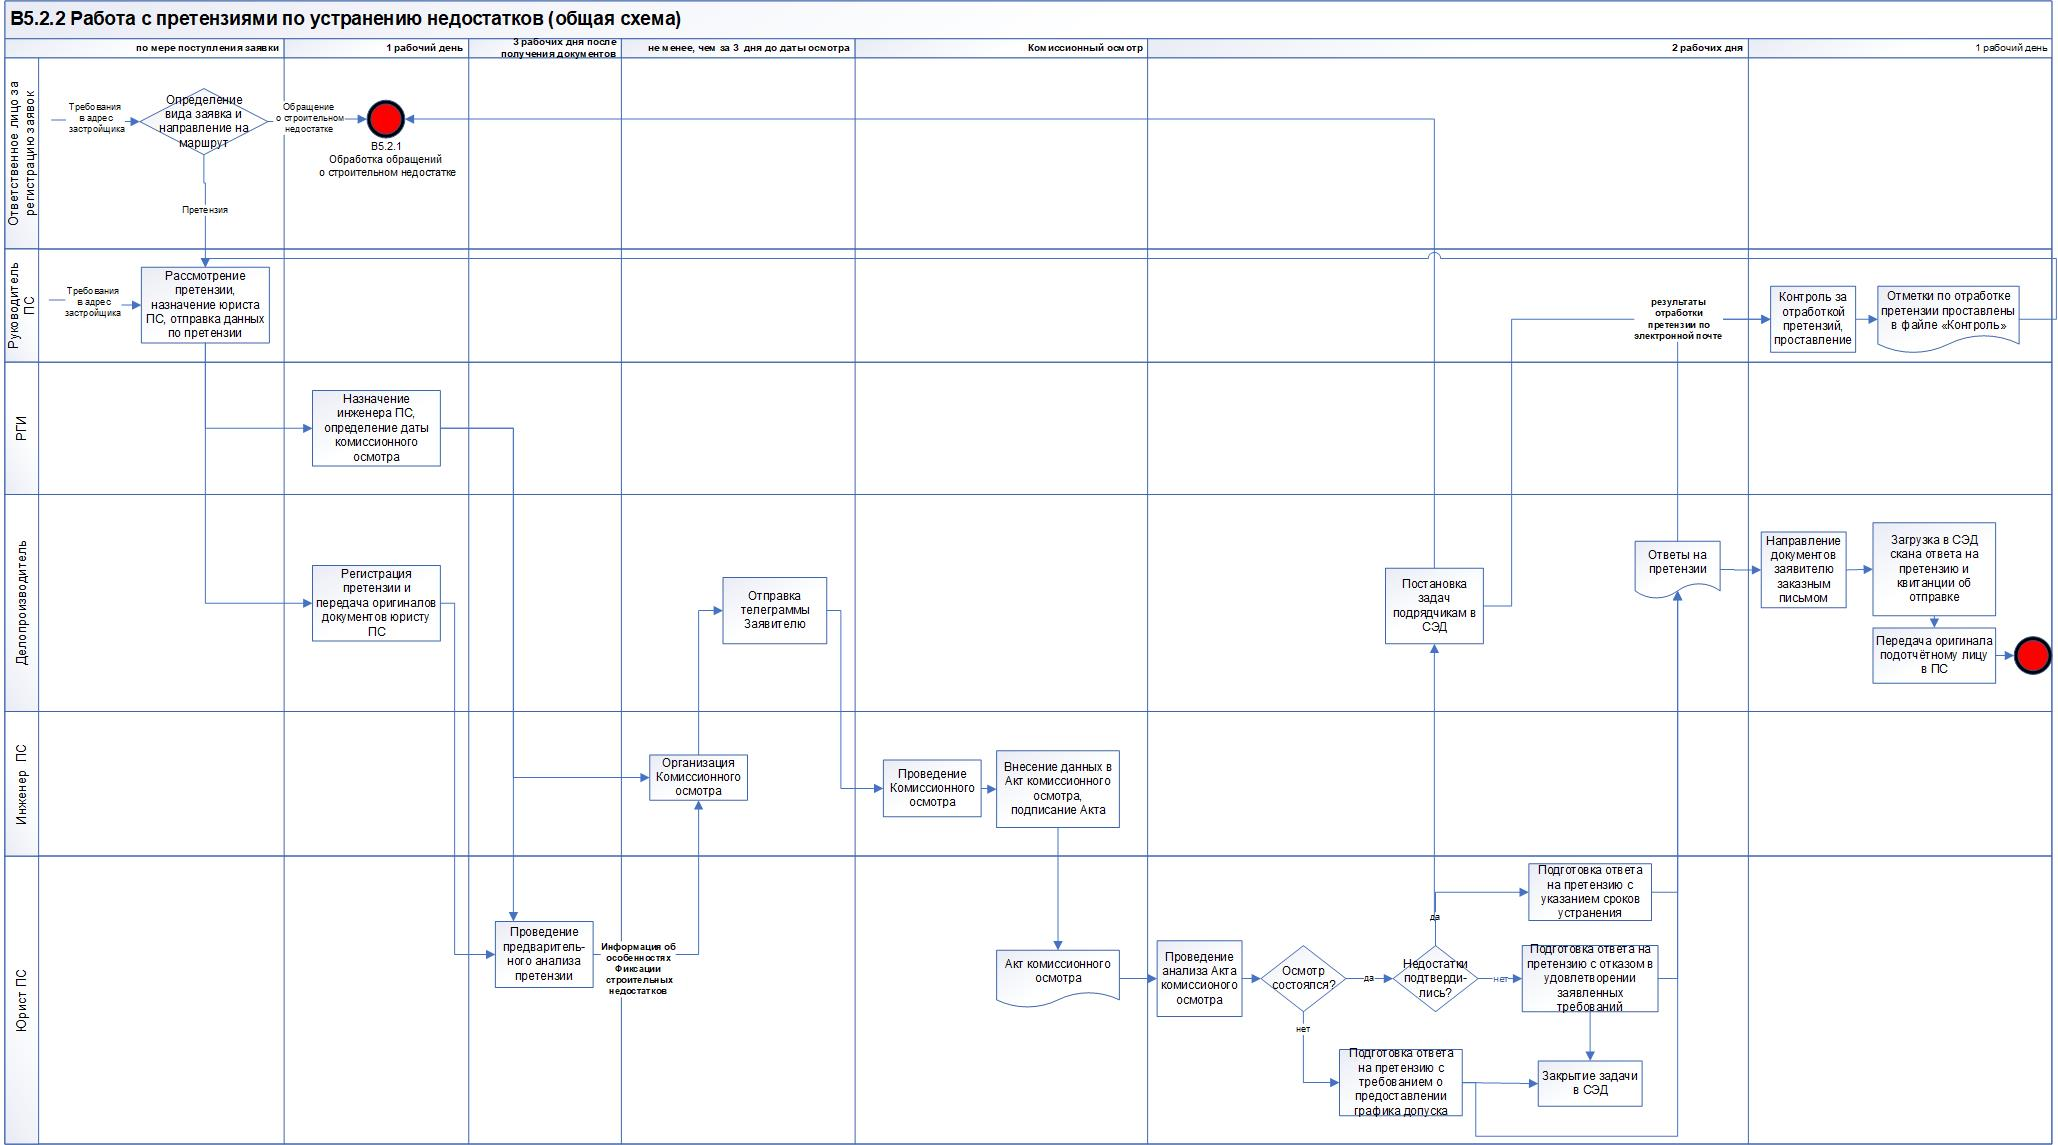 В5.2.2 Работа с претензиями по устранению недостатков (общая схема)
по мере поступления заявки
1 рабочий день
3 рабочих дня после
получения документов
не менее, чем за 3 дня до даты осмотра
Комиссионный осмотр
2 рабочих дня
1 рабочий день
Ответственное лицо за
регистрацию заявок
Требования
в адрес
застройщика
Определение
вида заявка и
направление на
маршрут
Обращение
о строительном
недостатке
В5.2.1
Обработка обращений
о строительном недостатке
Претензия
Руководитель
ПС
Требования
в адрес
застройщика
Рассмотрение
претензии,
назначение юриста
ПС, отправка данных
по претензии
результаты
отработки
претензии по
электронной почте
Контроль за
отработкой
претензий,
проставление
Отметки по отработке
претензии проставлены
в файле «Контроль»
РГИ
Назначение
инженера ПС,
определение даты
комиссионного
осмотра
Делопроизводитель
Регистрация
претензии и
передача оригиналов
документов юристу
ПС
Отправка
телеграммы
Заявителю
Постановка
задач
подрядчикам в
СЭД
Ответы на
претензии
Направление
документов
заявителю
заказным
письмом
Загрузка в СЭД
скана ответа на
претензию и
квитанции об
отправке
Передача оригинала
подотчётному лицу
в ПС
Инженер ПС
Организация
Комиссионного
осмотра
Проведение
Комиссионного
осмотра
Внесение данных в
Акт комиссионного
осмотра,
подписание Акта
Юрист ПС
Проведение
предваритель-
ного анализа
претензии
Информация об
особенностях
Фиксации
строительных
недостатков
Акт комиссионного
осмотра
Проведение
анализа Акта
комиссионого
осмотра
Осмотр
состоялся?
да
нет
Недостатки
подтверди-
лись?
да
нет
Подготовка ответа
на претензию с
указанием сроков
устранения
Подготовка ответа на
претензию с отказом в
удовлетворении
заявленных
требований
Подготовка ответа
на претензию с
требованием о
предоставлении
графика допуска
Закрытие задачи
в СЭД